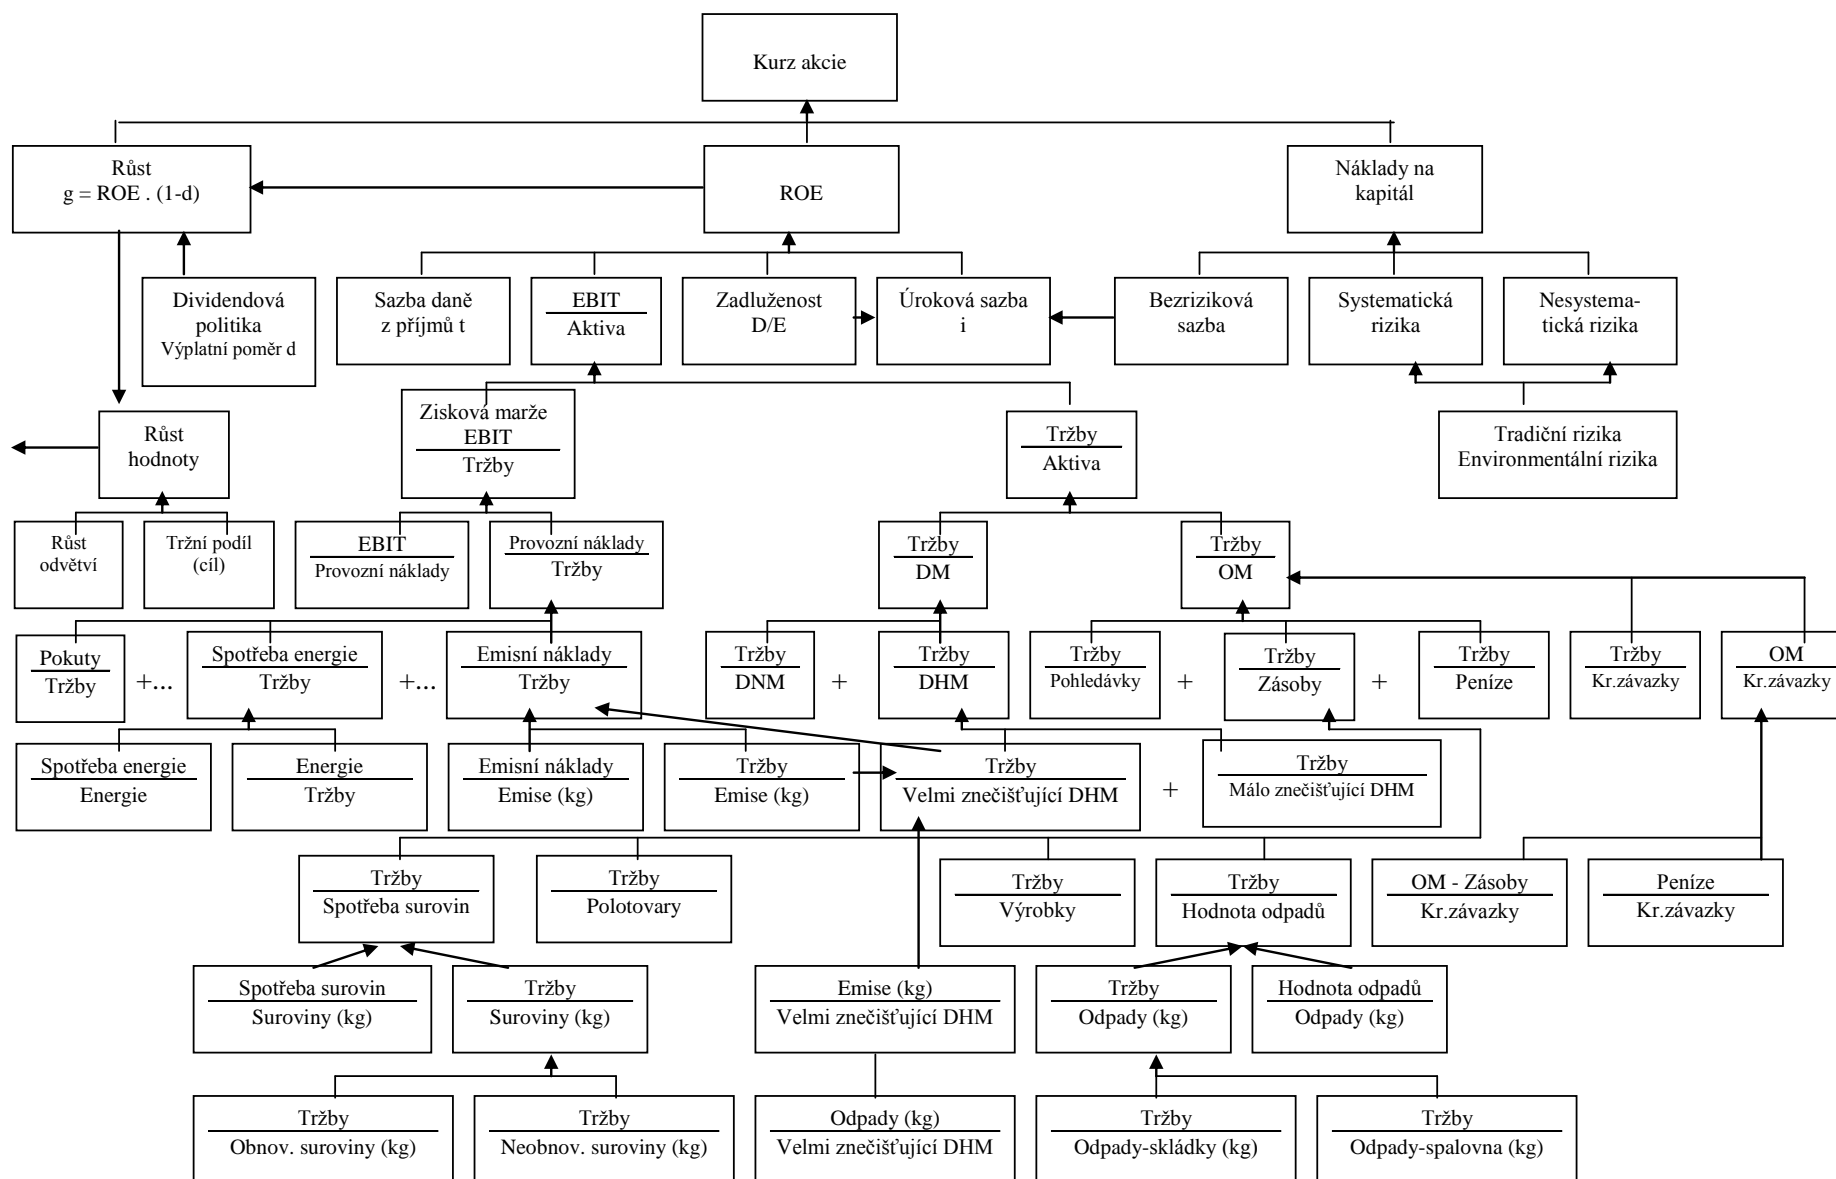 Kurz akcie
Růst
g = ROE . (1-d)
ROE
Náklady na
kapitál
Dividendová
politika
Výplatní poměr d
Sazba daně
z příjmů t
EBIT
Aktiva
Zadluženost
D/E
Úroková sazba
i
Bezriziková
sazba
Systematická
rizika
Nesystema-
tická rizika
Růst
hodnoty
Zisková marže
EBIT
Tržby
Tržby
Aktiva
Tradiční rizika
Environmentální rizika
Růst
odvětví
Tržní podíl
(cíl)
EBIT
Provozní náklady
Provozní náklady
Tržby
Tržby
DM
Tržby
OM
Pokuty
Tržby
+...
Spotřeba energie
Tržby
+...
Emisní náklady
Tržby
Tržby
DNM
+
Tržby
DHM
Tržby
Pohledávky
+
Tržby
Zásoby
+
Tržby
Peníze
Tržby
Kr.závazky
OM
Kr.závazky
Spotřeba energie
Energie
Energie
Tržby
Emisní náklady
Emise (kg)
Tržby
Emise (kg)
Tržby
Velmi znečišťující DHM
+
Tržby
Málo znečišťující DHM
Tržby
Spotřeba surovin
Tržby
Polotovary
Tržby
Výrobky
Tržby
Hodnota odpadů
OM - Zásoby
Kr.závazky
Peníze
Kr.závazky
Spotřeba surovin
Suroviny (kg)
Tržby
Suroviny (kg)
Emise (kg)
Velmi znečišťující DHM
Tržby
Odpady (kg)
Hodnota odpadů
Odpady (kg)
Tržby
Obnov. suroviny (kg)
Tržby
Neobnov. suroviny (kg)
Odpady (kg)
Velmi znečišťující DHM
Tržby
Odpady-skládky (kg)
Tržby
Odpady-spalovna (kg)